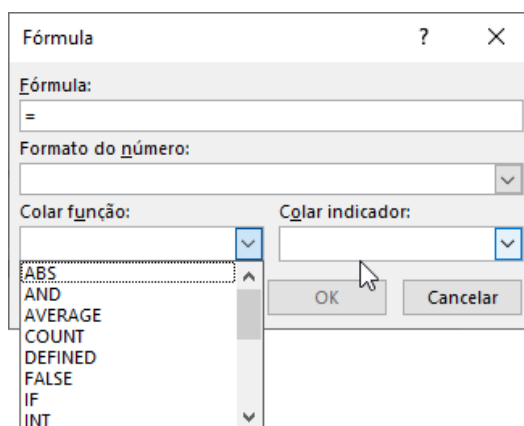 Fórmula ?
Fórmula:
=
Formato do número:
Colar função: Colar indicador:
ABS
AND
AVERAGE
COUNT
DEFINED
FALSE
IF
INT
OK Cancelar